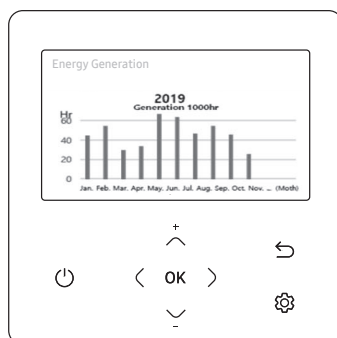 Energy Generation
2019
Generation 1000hr
Hr
60
40
20
0
Jan. Feb. Mar. Apr. May. Jun. Jul. Aug. Sep. Oct. Nov. .. (Moth)
+
OK
-